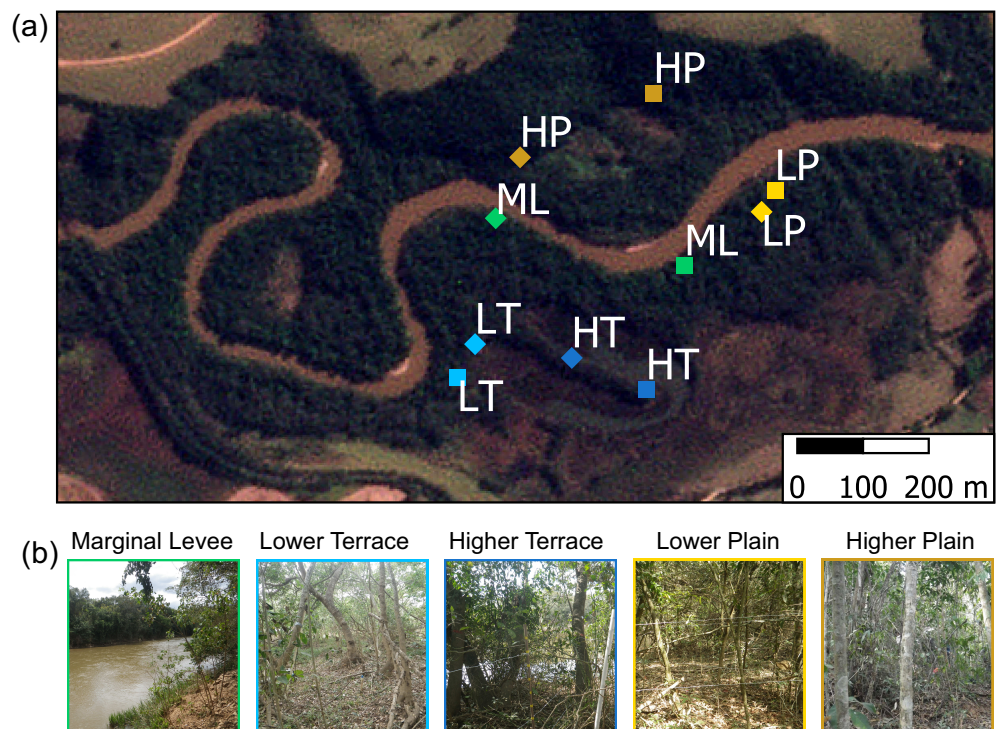 (a)
HP
HP
LP
ML
LP
ML
LT
HT
HT
LT
0 100 200 m
(b)
Marginal Levee
Lower Terrace
Higher Terrace
Lower Plain
Higher Plain